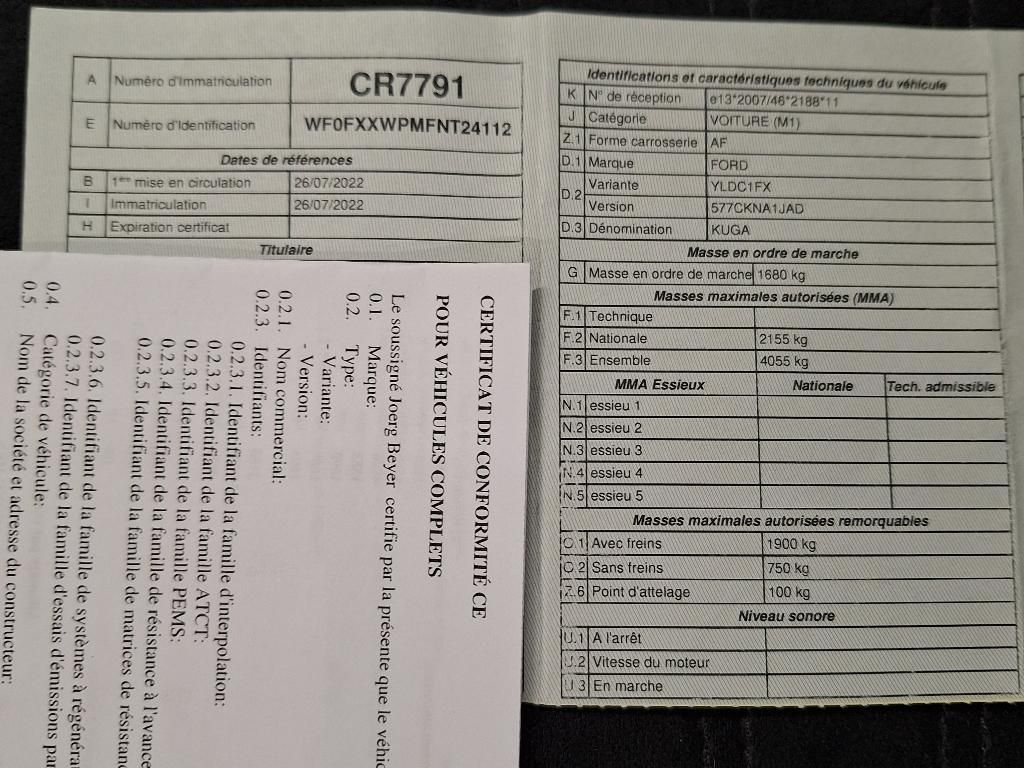 A Numéro d'Immatriculation CR7791
E Numéro d'Identification WF0FXXWPMFNT24112
Dates de références
B 1ère mise en circulation 26/07/2022
I Immatriculation 26/07/2022
H Expiration certificat
Titulaire
Identifications et caractéristiques techniques du véhicule
K N° de réception e13*2007/46*2188*11
J Catégorie VOITURE (M1)
Z.1 Forme carrosserie AF
D.1 Marque FORD
D.2 Variante YLDC1FX
Version 577CKNA1JAD
D.3 Dénomination KUGA
Masse en ordre de marche
G Masse en ordre de marche 1680 kg
Masses maximales autorisées (MMA)
F.1 Technique
F.2 Nationale 2155 kg
F.3 Ensemble 4055 kg
MMA Essieux Nationale Tech. admissible
N.1 essieu 1
N.2 essieu 2
N.3 essieu 3
N.4 essieu 4
N.5 essieu 5
Masses maximales autorisées remorquables
O.1 Avec freins 1900 kg
O.2 Sans freins 750 kg
Z.6 Point d'attelage 100 kg
Niveau sonore
U.1 A l'arrêt
U.2 Vitesse du moteur
U.3 En marche
CERTIFICAT DE CONFORMITÉ CE
POUR VÉHICULES COMPLETS
Le soussigné Joerg Beyer certifie par la présente que le véhic
0.1. Marque:
0.2. Type:
- Variante:
- Version:
0.2.1. Nom commercial:
0.2.3. Identifiants:
0.2.3.1. Identifiant de la famille d'interpolation:
0.2.3.2. Identifiant de la famille ATCT:
0.2.3.3. Identifiant de la famille PEMS:
0.2.3.4. Identifiant de la famille de résistance à l'avance
0.2.3.5. Identifiant de la famille de matrices de résistan
0.2.3.6. Identifiant de la famille de systèmes à régénéra
0.2.3.7. Identifiant de la famille d'essais d'émissions par
0.4. Catégorie de véhicule:
0.5. Nom de la société et adresse du constructeur: